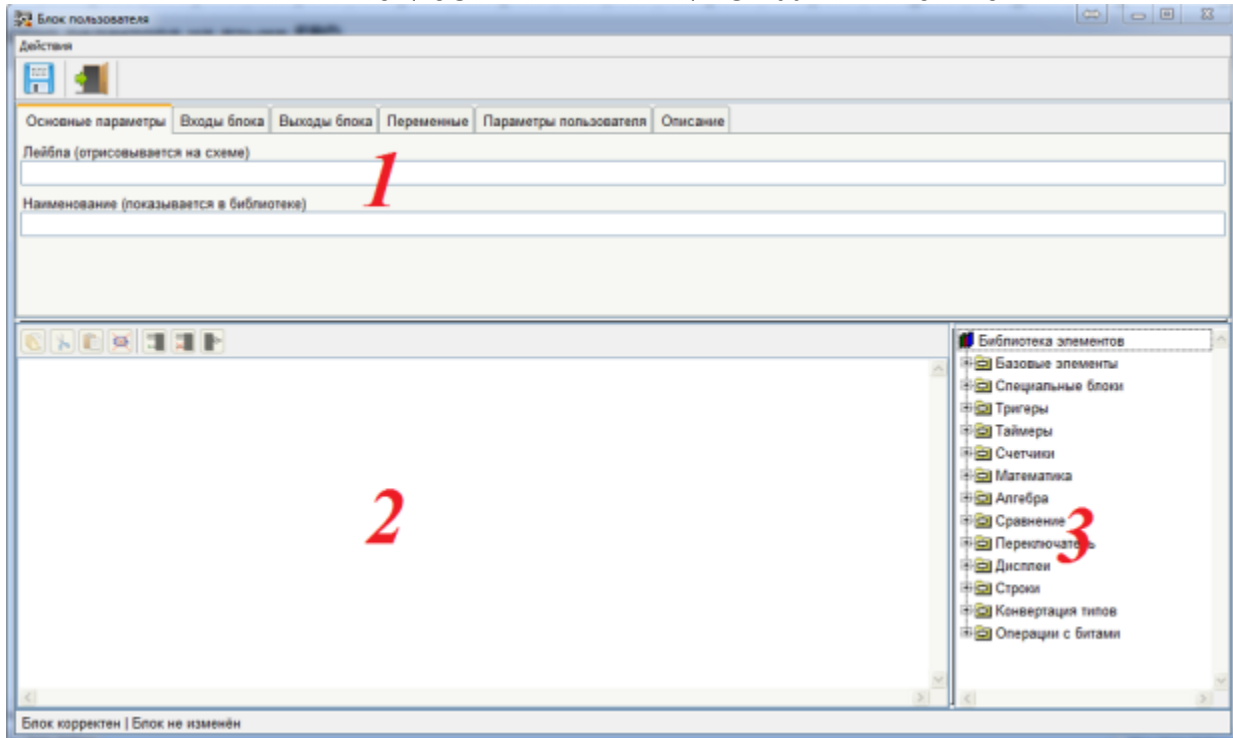 Блок пользователя
Действия
Основные параметры Входы блока Выходы блока Переменные Параметры пользователя Описание
Лейбла (отрисовывается на схеме)
1
Наименование (показывается в библиотеке)
Библиотека элементов
Базовые элементы
Специальные блоки
Тригеры
Таймеры
Счетчики
Математика
Алгебра
2
Сравнение
3
Переключатель
Дисплеи
Строки
Конвертация типов
Операции с битами
Блок корректен | Блок не изменён